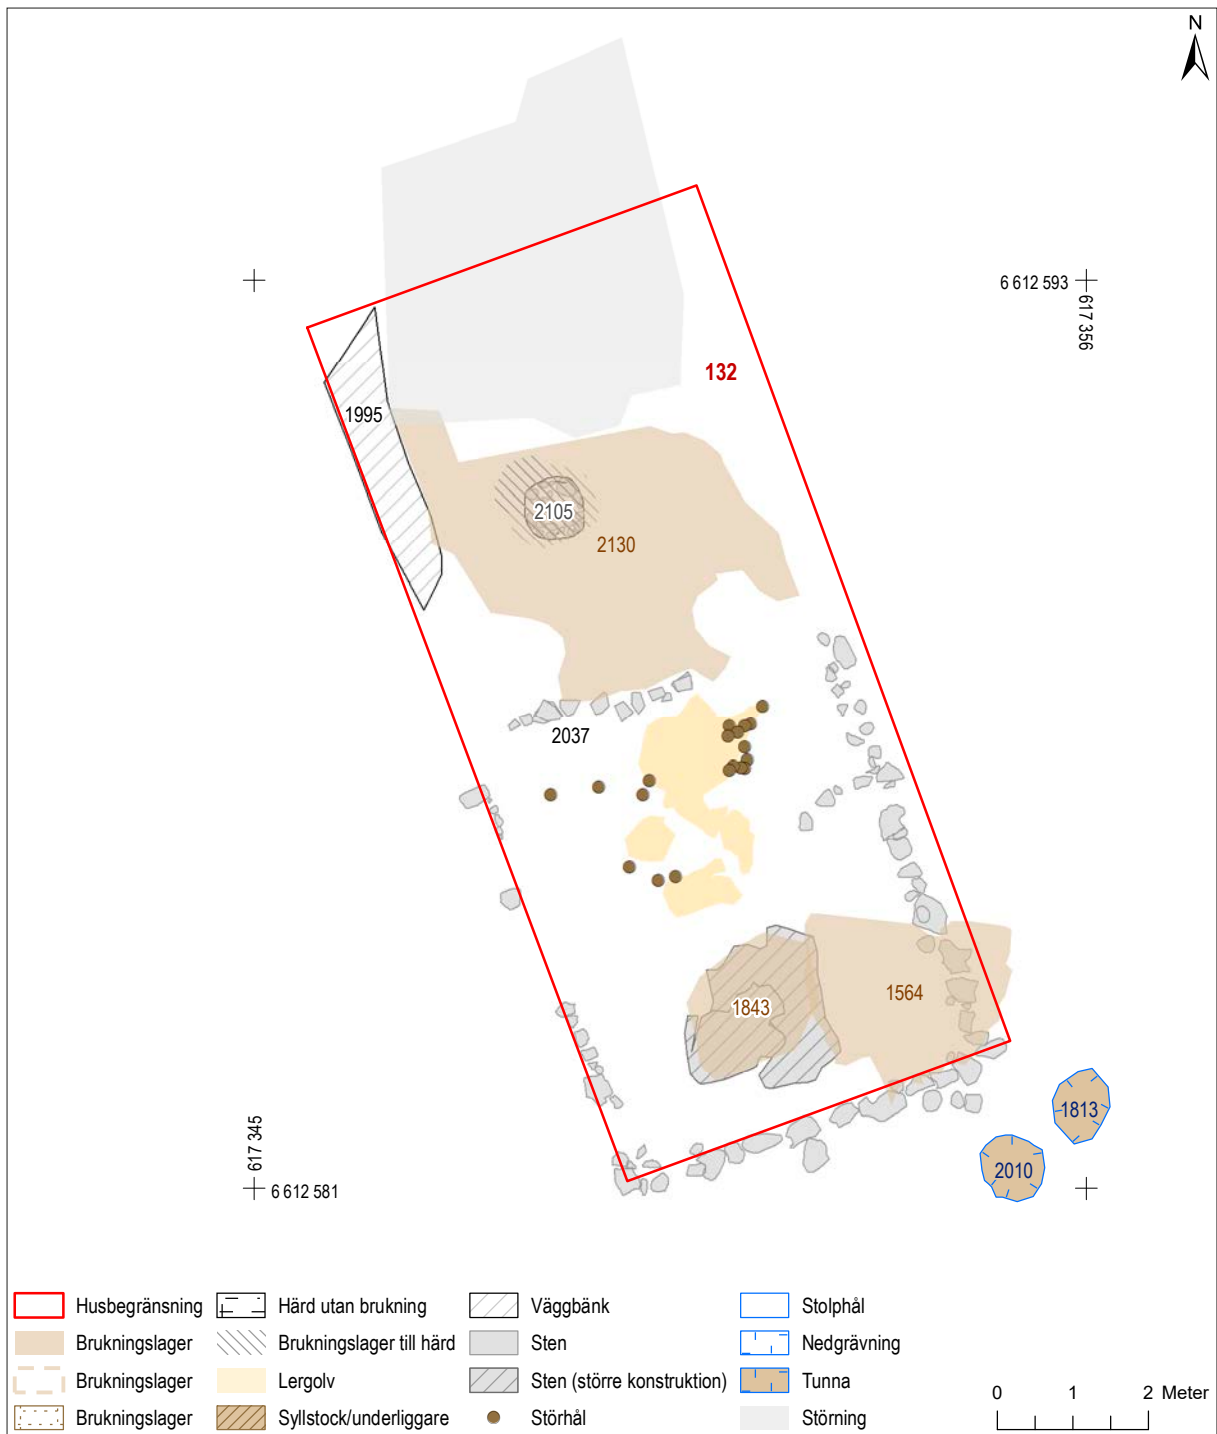 N
6 612 593
617 356
132
1995
2105
2130
2037
1564
1843
1813
2010
617 345
6 612 581
Husbegränsning
Brukningslager
Brukningslager
Brukningslager
Härd utan brukning
Brukningslager till härd
Lergolv
Syllstock/underliggare
Väggbänk
Sten
Sten (större konstruktion)
Störhål
Stolphål
Nedgrävning
Tunna
Störning
0 1 2 Meter